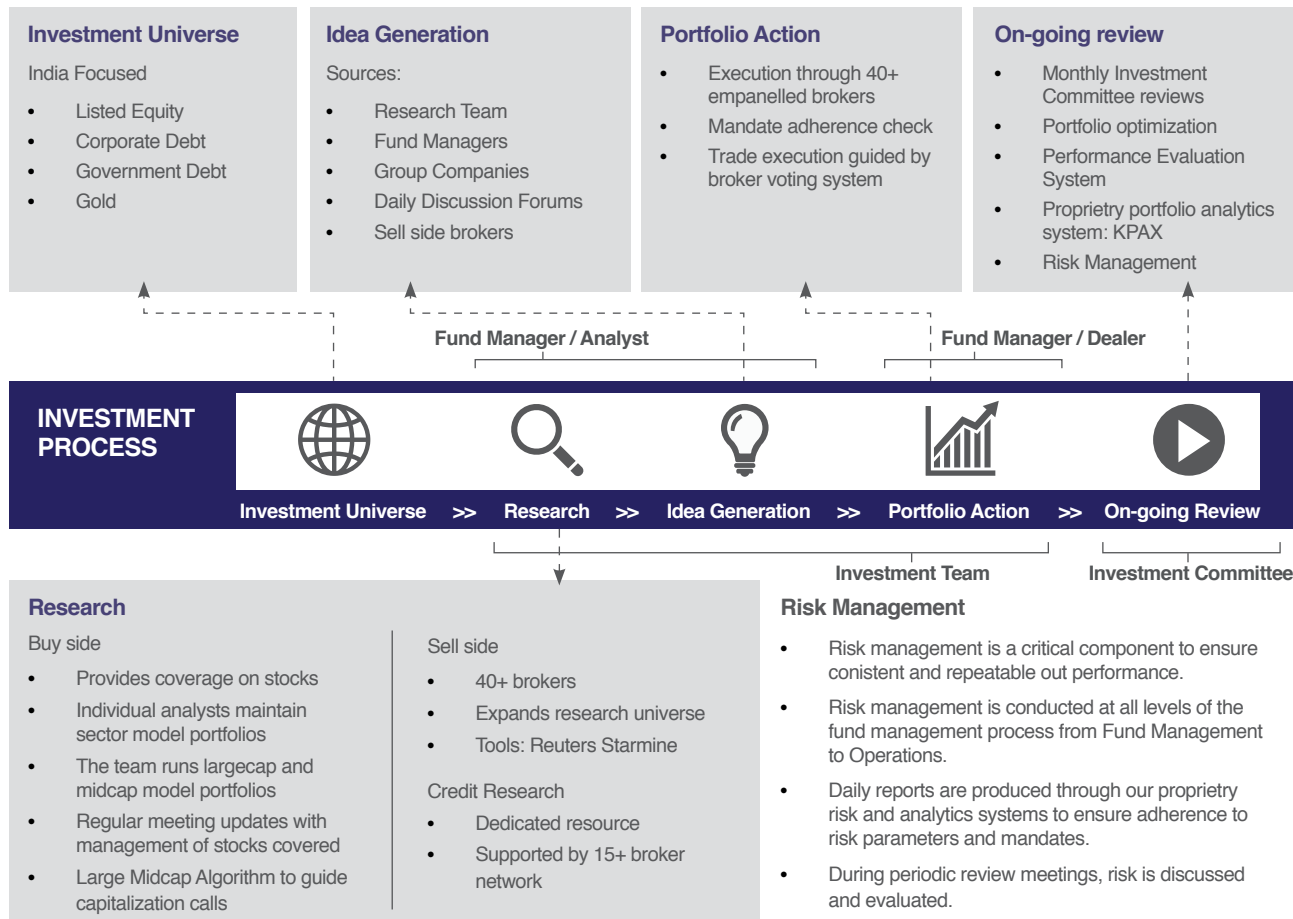 Investment Universe
India Focused
• Listed Equity
• Corporate Debt
• Government Debt
• Gold
Idea Generation
Sources:
• Research Team
• Fund Managers
• Group Companies
• Daily Discussion Forums
• Sell side brokers
Portfolio Action
• Execution through 40+
empanelled brokers
• Mandate adherence check
• Trade execution guided by
broker voting system
On-going review
• Monthly Investment
Committee reviews
• Portfolio optimization
• Performance Evaluation
System
• Proprietry portfolio analytics
system: KPAX
• Risk Management
Fund Manager / Analyst
Fund Manager / Dealer
INVESTMENT
PROCESS
Investment Universe >> Research >> Idea Generation >> Portfolio Action >> On-going Review
Investment Team
Investment Committee
Research
Buy side
• Provides coverage on stocks
• Individual analysts maintain
sector model portfolios
• The team runs largecap and
midcap model portfolios
• Regular meeting updates with
management of stocks covered
• Large Midcap Algorithm to guide
capitalization calls
Sell side
• 40+ brokers
• Expands research universe
• Tools: Reuters Starmine
Credit Research
• Dedicated resource
• Supported by 15+ broker
network
Risk Management
• Risk management is a critical component to ensure
conistent and repeatable out performance.
• Risk management is conducted at all levels of the
fund management process from Fund Management
to Operations.
• Daily reports are produced through our proprietry
risk and analytics systems to ensure adherence to
risk parameters and mandates.
• During periodic review meetings, risk is discussed
and evaluated.